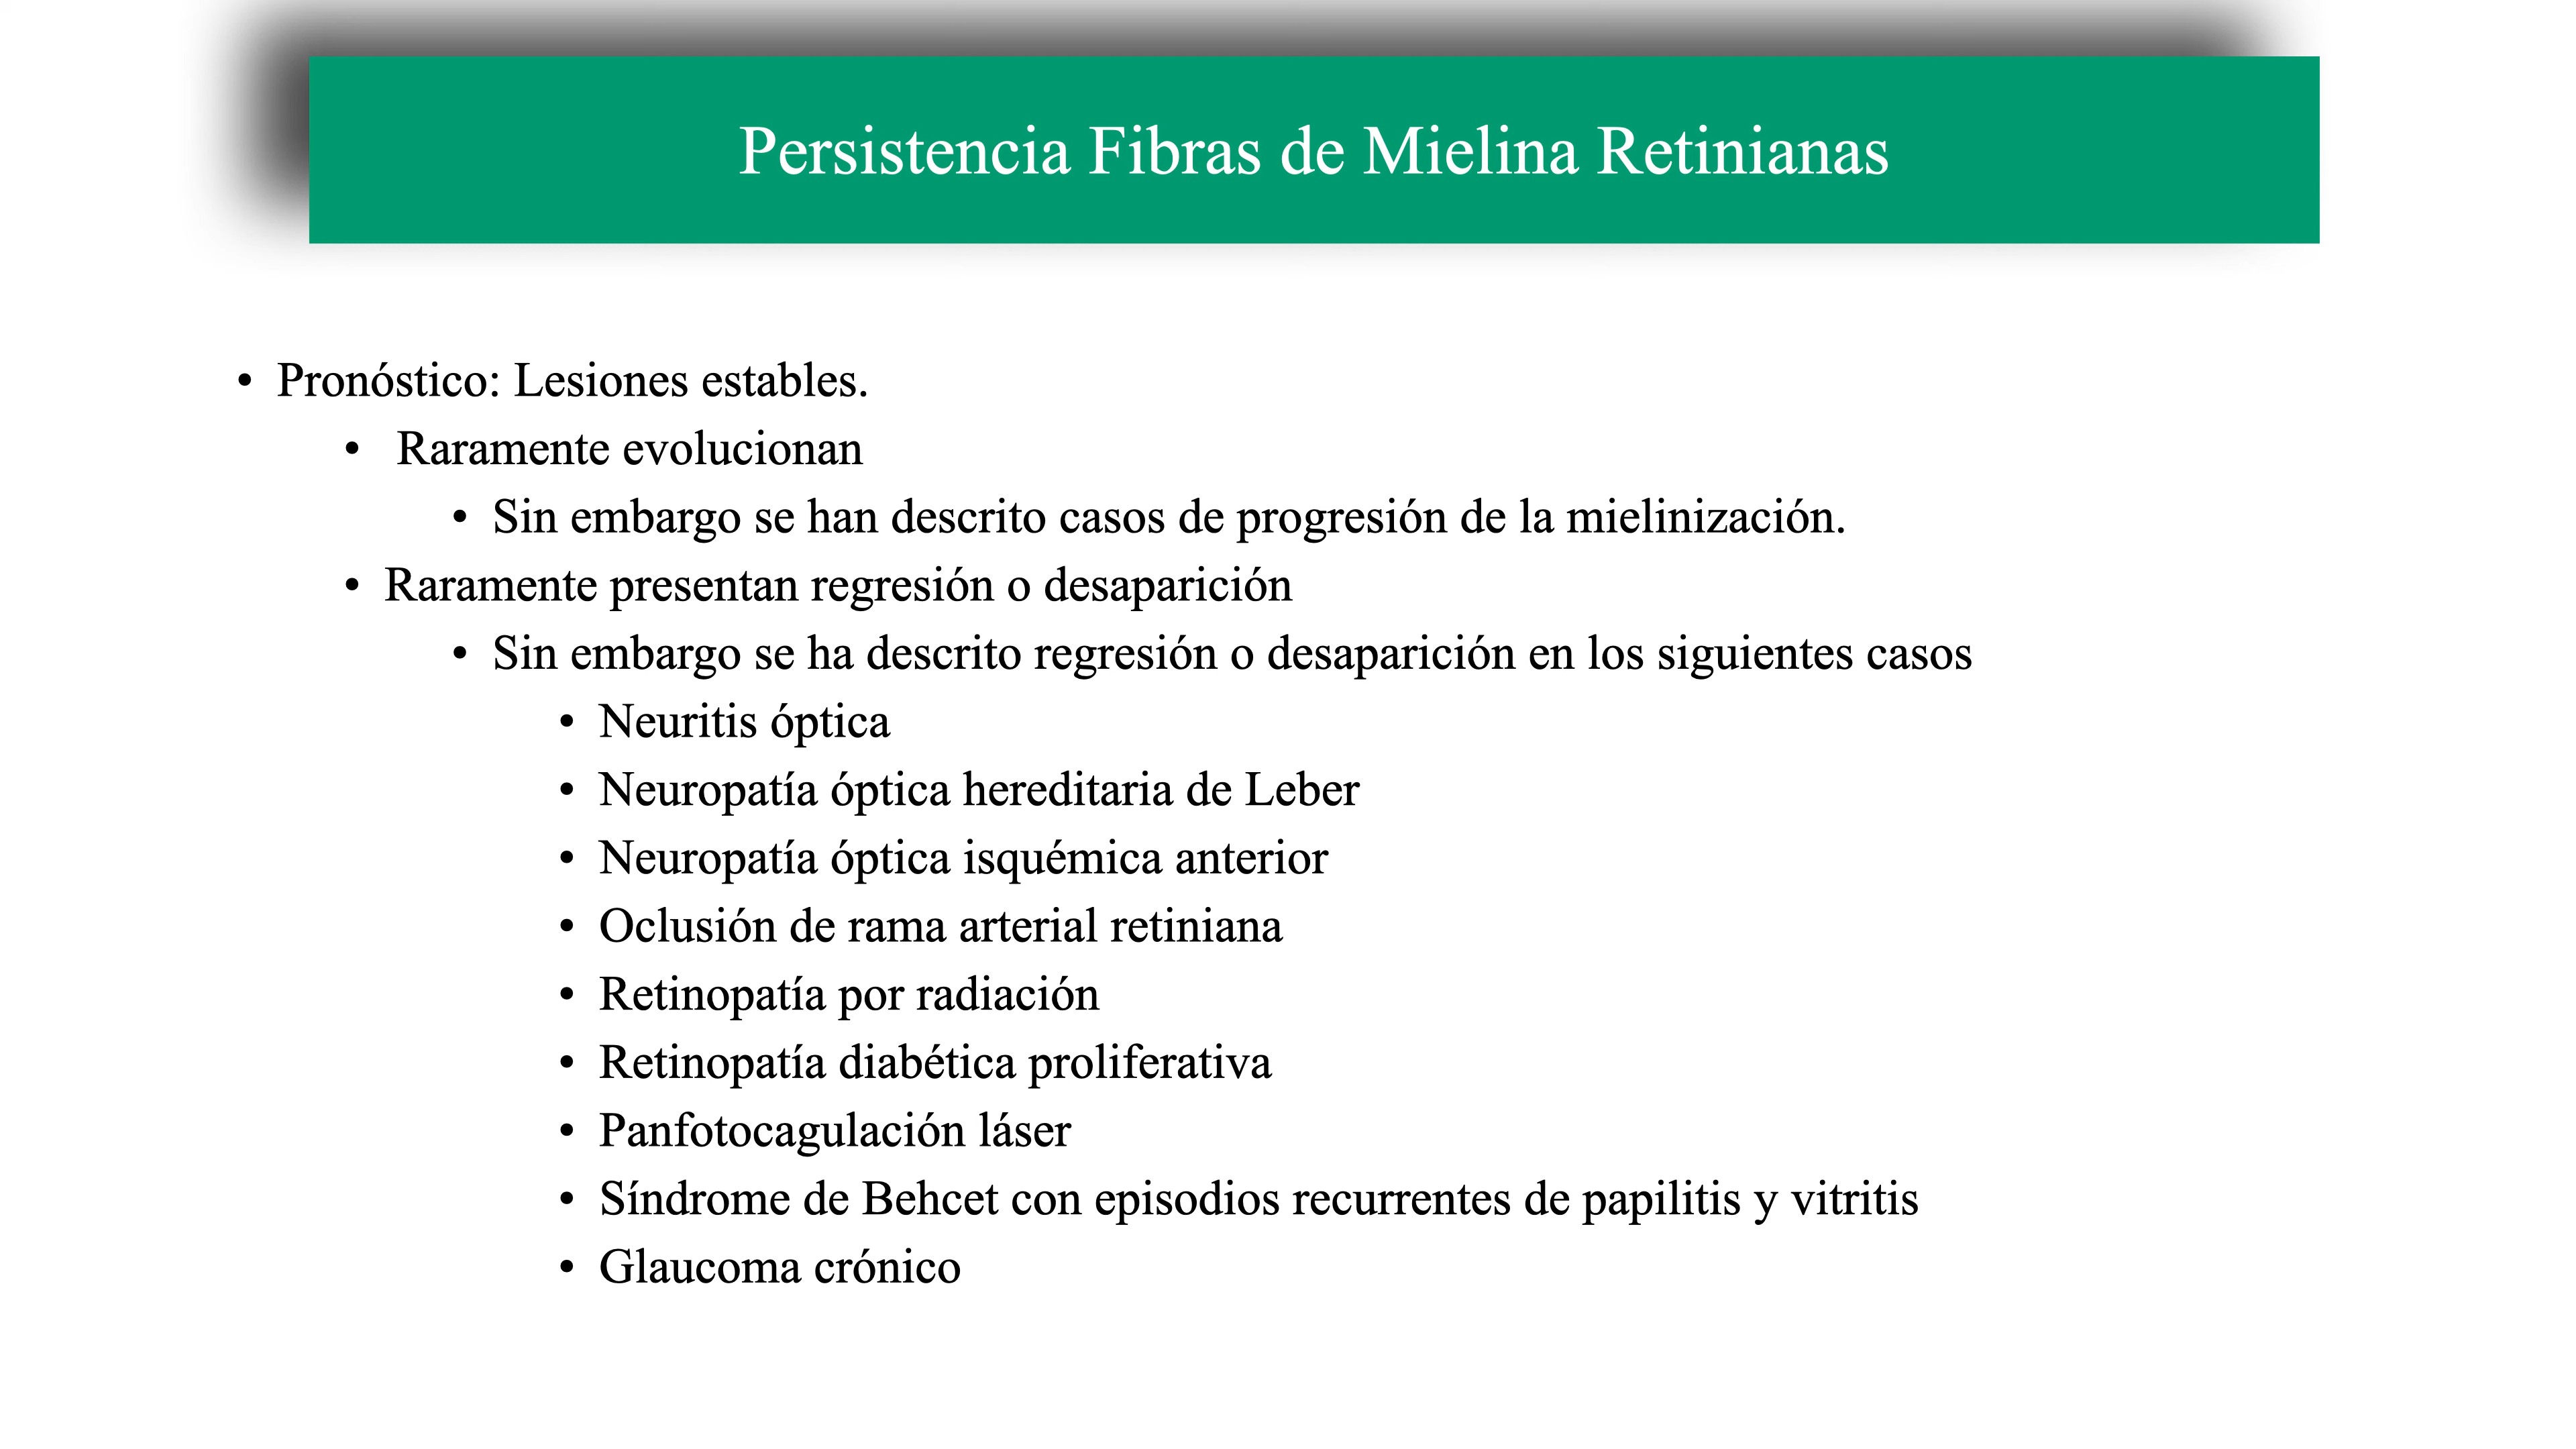 Persistencia Fibras de Mielina Retinianas
• Pronóstico: Lesiones estables.
• Raramente evolucionan
• Sin embargo se han descrito casos de progresión de la mielinización.
• Raramente presentan regresión o desaparición
• Sin embargo se ha descrito regresión o desaparición en los siguientes casos
• Neuritis óptica
• Neuropatía óptica hereditaria de Leber
• Neuropatía óptica isquémica anterior
• Oclusión de rama arterial retiniana
• Retinopatía por radiación
• Retinopatía diabética proliferativa
• Panfotocagulación láser
• Síndrome de Behcet con episodios recurrentes de papilitis y vitritis
• Glaucoma crónico